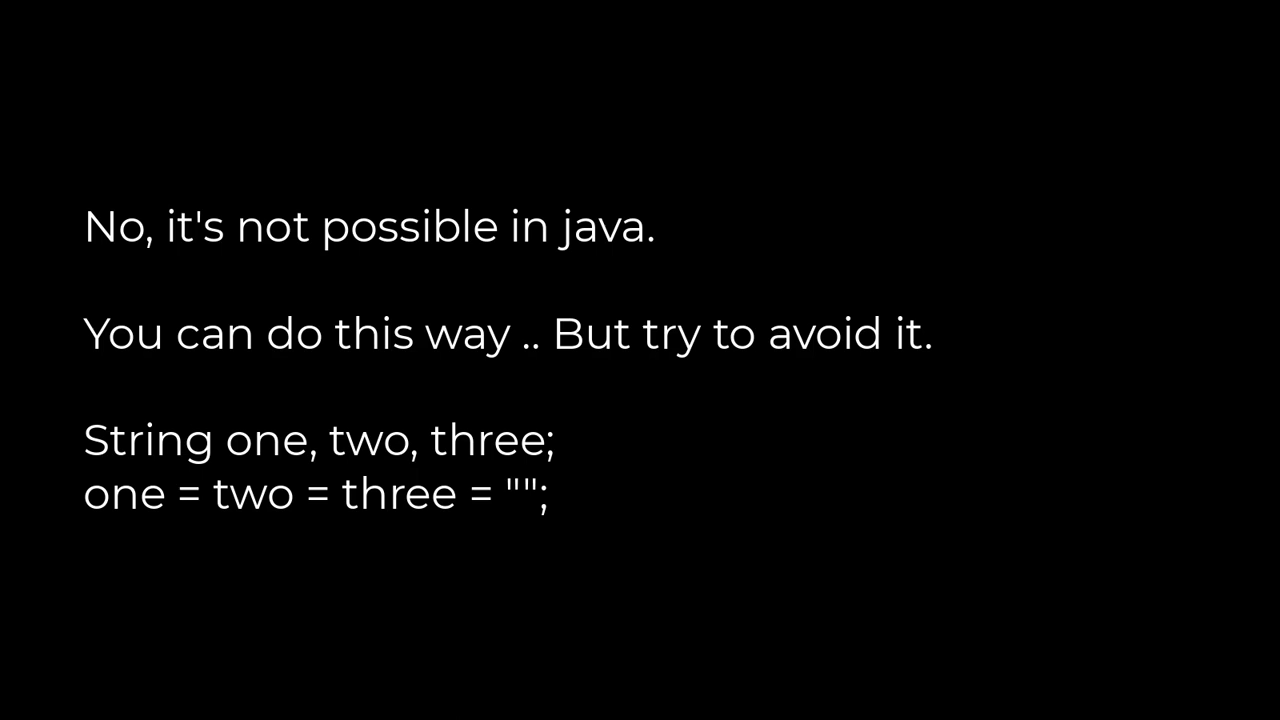 No, it's not possible in java.
You can do this way .. But try to avoid it.
String one, two, three;
one = two = three = "";